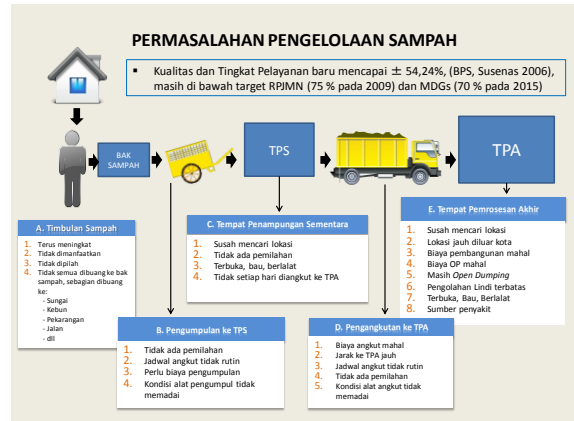 PERMASALAHAN PENGELOLAAN SAMPAH
▪ Kualitas dan Tingkat Pelayanan baru mencapai ± 54,24%, (BPS, Susenas 2006),
masih di bawah target RPJMN (75 % pada 2009) dan MDGs (70 % pada 2015)
BAK
SAMPAH
TPS
TPA
A. Timbulan Sampah
1. Terus meningkat
2. Tidak dimanfaatkan
3. Tidak dipilah
4. Tidak semua dibuang ke bak
sampah, sebagian dibuang
ke:
- Sungai
- Kebun
- Pekarangan
- Jalan
- dll
B. Pengumpulan ke TPS
1. Tidak ada pemilahan
2. Jadwal angkut tidak rutin
3. Perlu biaya pengumpulan
4. Kondisi alat pengumpul tidak
memadai
C. Tempat Penampungan Sementara
1. Susah mencari lokasi
2. Tidak ada pemilahan
3. Terbuka, bau, berlalat
4. Tidak setiap hari diangkut ke TPA
D. Pengangkutan ke TPA
1. Biaya angkut mahal
2. Jarak ke TPA jauh
3. Jadwal angkut tidak rutin
4. Tidak ada pemilahan
5. Kondisi alat angkut tidak
memadai
E. Tempat Pemrosesan Akhir
1. Susah mencari lokasi
2. Lokasi jauh diluar kota
3. Biaya pembangunan mahal
4. Biaya OP mahal
5. Masih Open Dumping
6. Pengolahan Lindi terbatas
7. Terbuka, Bau, Berlalat
8. Sumber penyakit